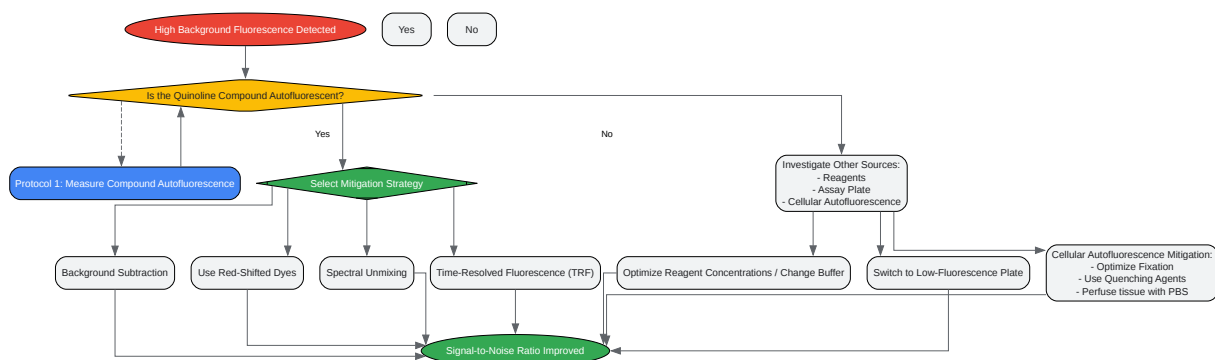 High Background Fluorescence Detected
Yes
No
Is the Quinoline Compound Autofluorescent?
Yes
No
Protocol 1: Measure Compound Autofluorescence
Select Mitigation Strategy
Investigate Other Sources:
- Reagents
- Assay Plate
- Cellular Autofluorescence
Background Subtraction
Use Red-Shifted Dyes
Spectral Unmixing
Time-Resolved Fluorescence (TRF)
Optimize Reagent Concentrations / Change Buffer
Switch to Low-Fluorescence Plate
Cellular Autofluorescence Mitigation:
- Optimize Fixation
- Use Quenching Agents
- Perfuse tissue with PBS
Signal-to-Noise Ratio Improved